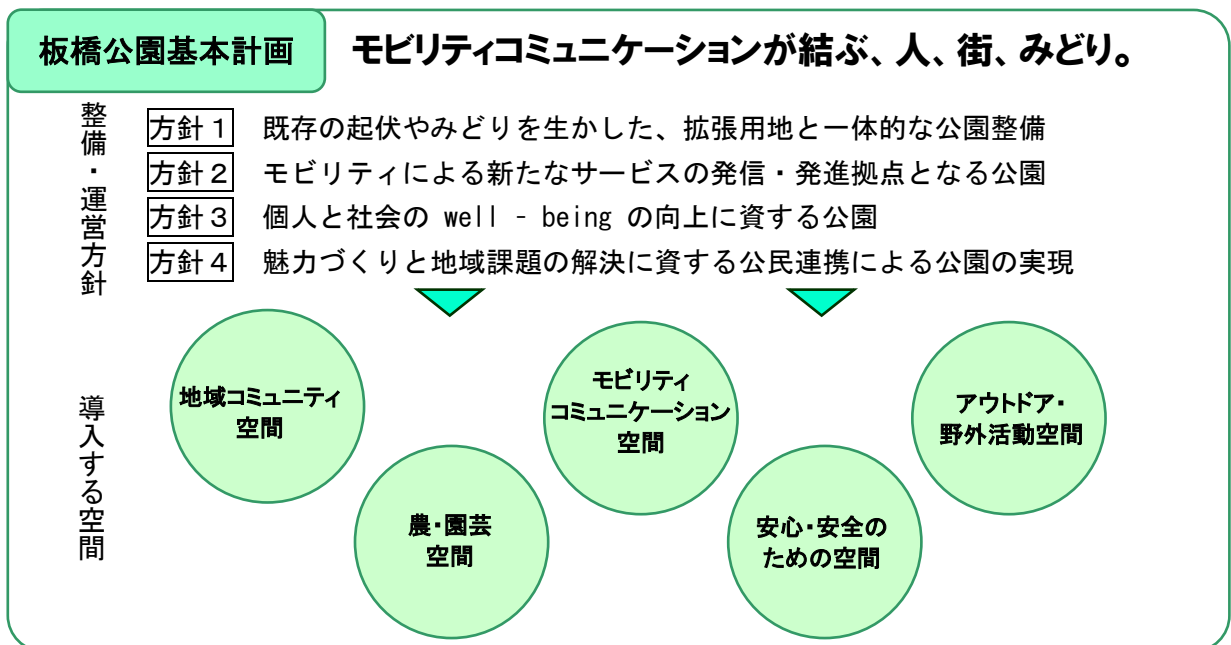 板橋公園基本計画
モビリティコミュニケーションが結ぶ、人、街、みどり。
整備・運営方針
方針１ 既存の起伏やみどりを生かした、拡張用地と一体的な公園整備
方針２ モビリティによる新たなサービスの発信・発進拠点となる公園
方針３ 個人と社会の well‐being の向上に資する公園
方針４ 魅力づくりと地域課題の解決に資する公民連携による公園の実現
導入する空間
地域コミュニティ
空間
農・園芸
空間
モビリティ
コミュニケーション
空間
安心・安全の
ための空間
アウトドア・
野外活動空間